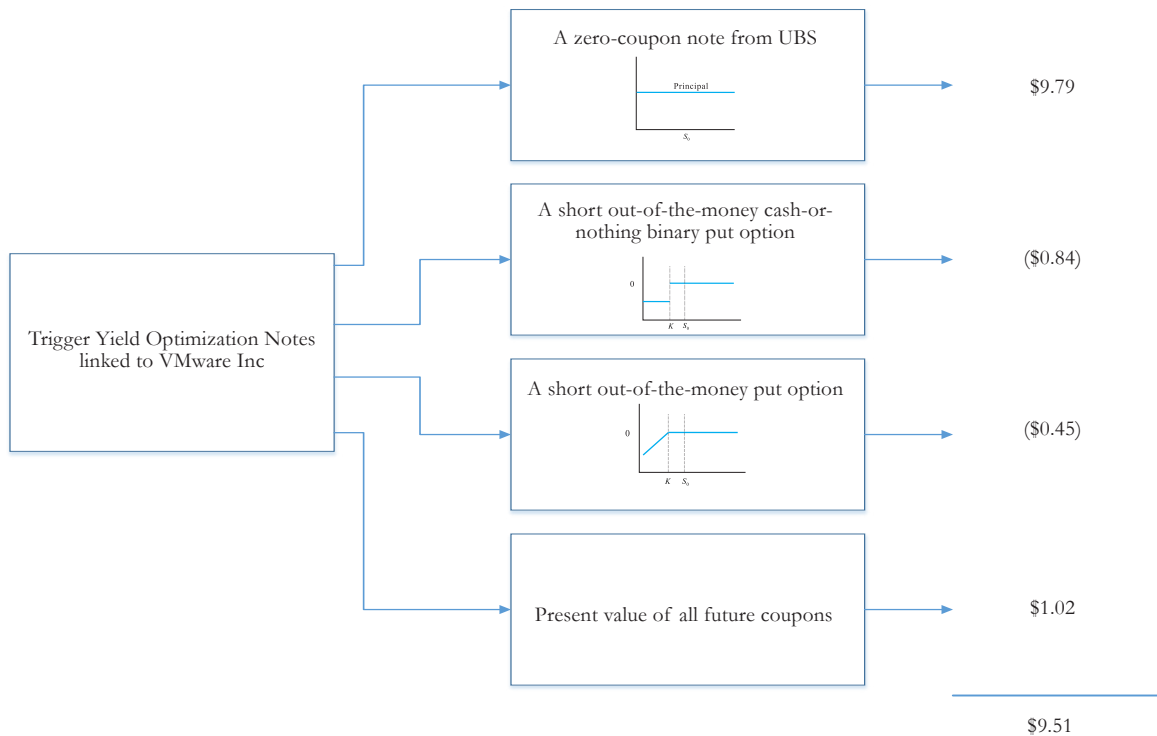 A zero-coupon note from UBS
Principal
S₀
$9.79
A short out-of-the-money cash-or-
nothing binary put option
0
K S₀
($0.84)
Trigger Yield Optimization Notes
linked to VMware Inc
A short out-of-the-money put option
0
K S₀
($0.45)
Present value of all future coupons
$1.02
$9.51